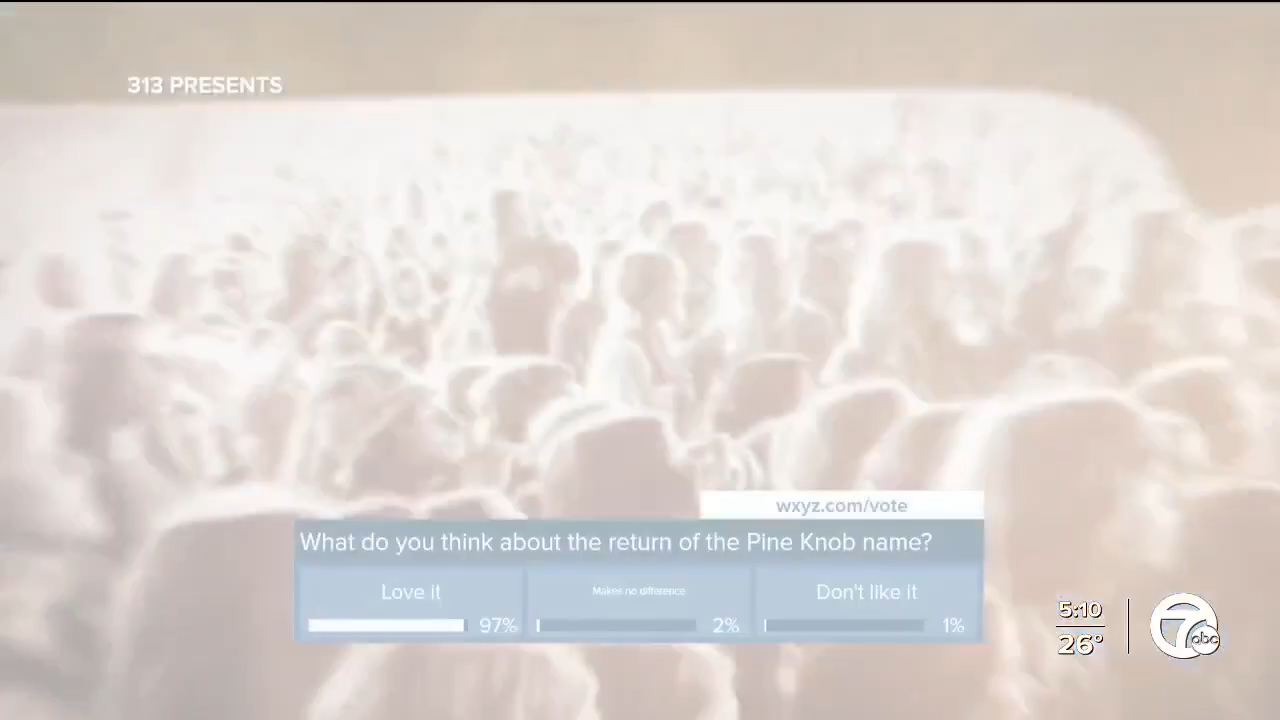 313 PRESENTS
wxyz.com/vote
What do you think about the return of the Pine Knob name?
Love it
Makes no difference
Don't like it
97%
2%
1%
5:10
26°
7
abc